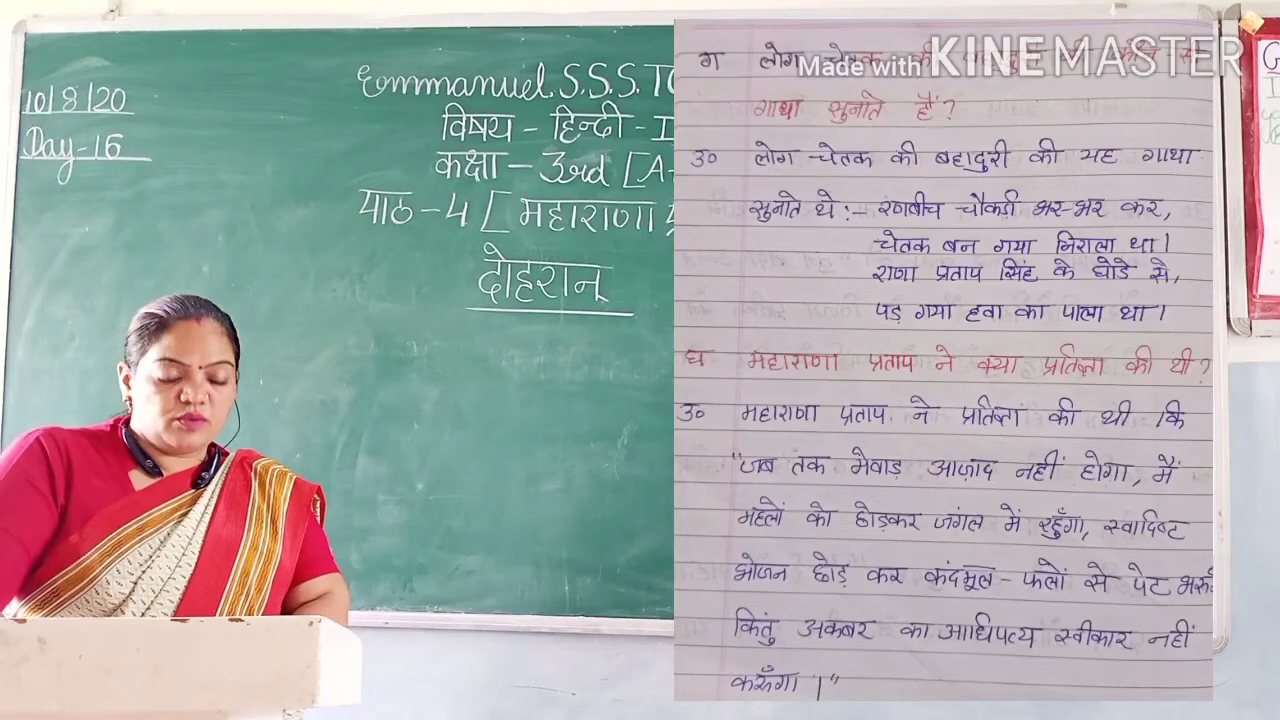 10/8/20
Day-16
Emmanuel. S.S.S.
विषय - हिन्दी - I
कक्षा - 3rd [A-
पाठ - 4 [ महाराणा प्र
दोहरान
Made with KINEMASTER
ग लोग
गाथा सुनाते हैं?
उ० लोग चेतक की बहादुरी की यह गाथा
सुनाते थे :- रणबीच चौकड़ी भर-भर कर,
चेतक बन गया निराला था।
राणा प्रताप सिंह के घोडे से,
पड़ गया हवा का पाला था।
घ महाराणा प्रताप ने क्या प्रतिज्ञा की थी?
उ० महाराणा प्रताप ने प्रतिज्ञा की थी कि
"जब तक मेवाड़ आज़ाद नहीं होगा, मैं
महलों को छोड़कर जंगल में रहुँगा, स्वादिष्ट
भोजन छोड़ कर कंदमूल - फलों से पेट
किंतु अकबर का आधिपत्य स्वीकार नहीं
करुँगा।"